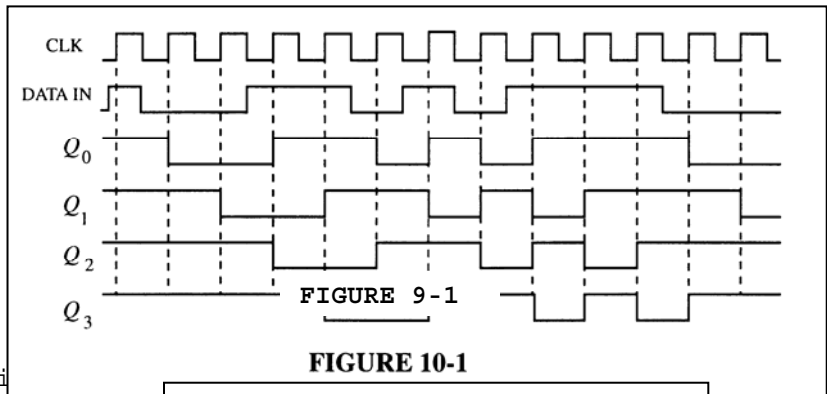 CLK
DATA IN
Q0
Q1
Q2
Q3
FIGURE 9-1
FIGURE 10-1